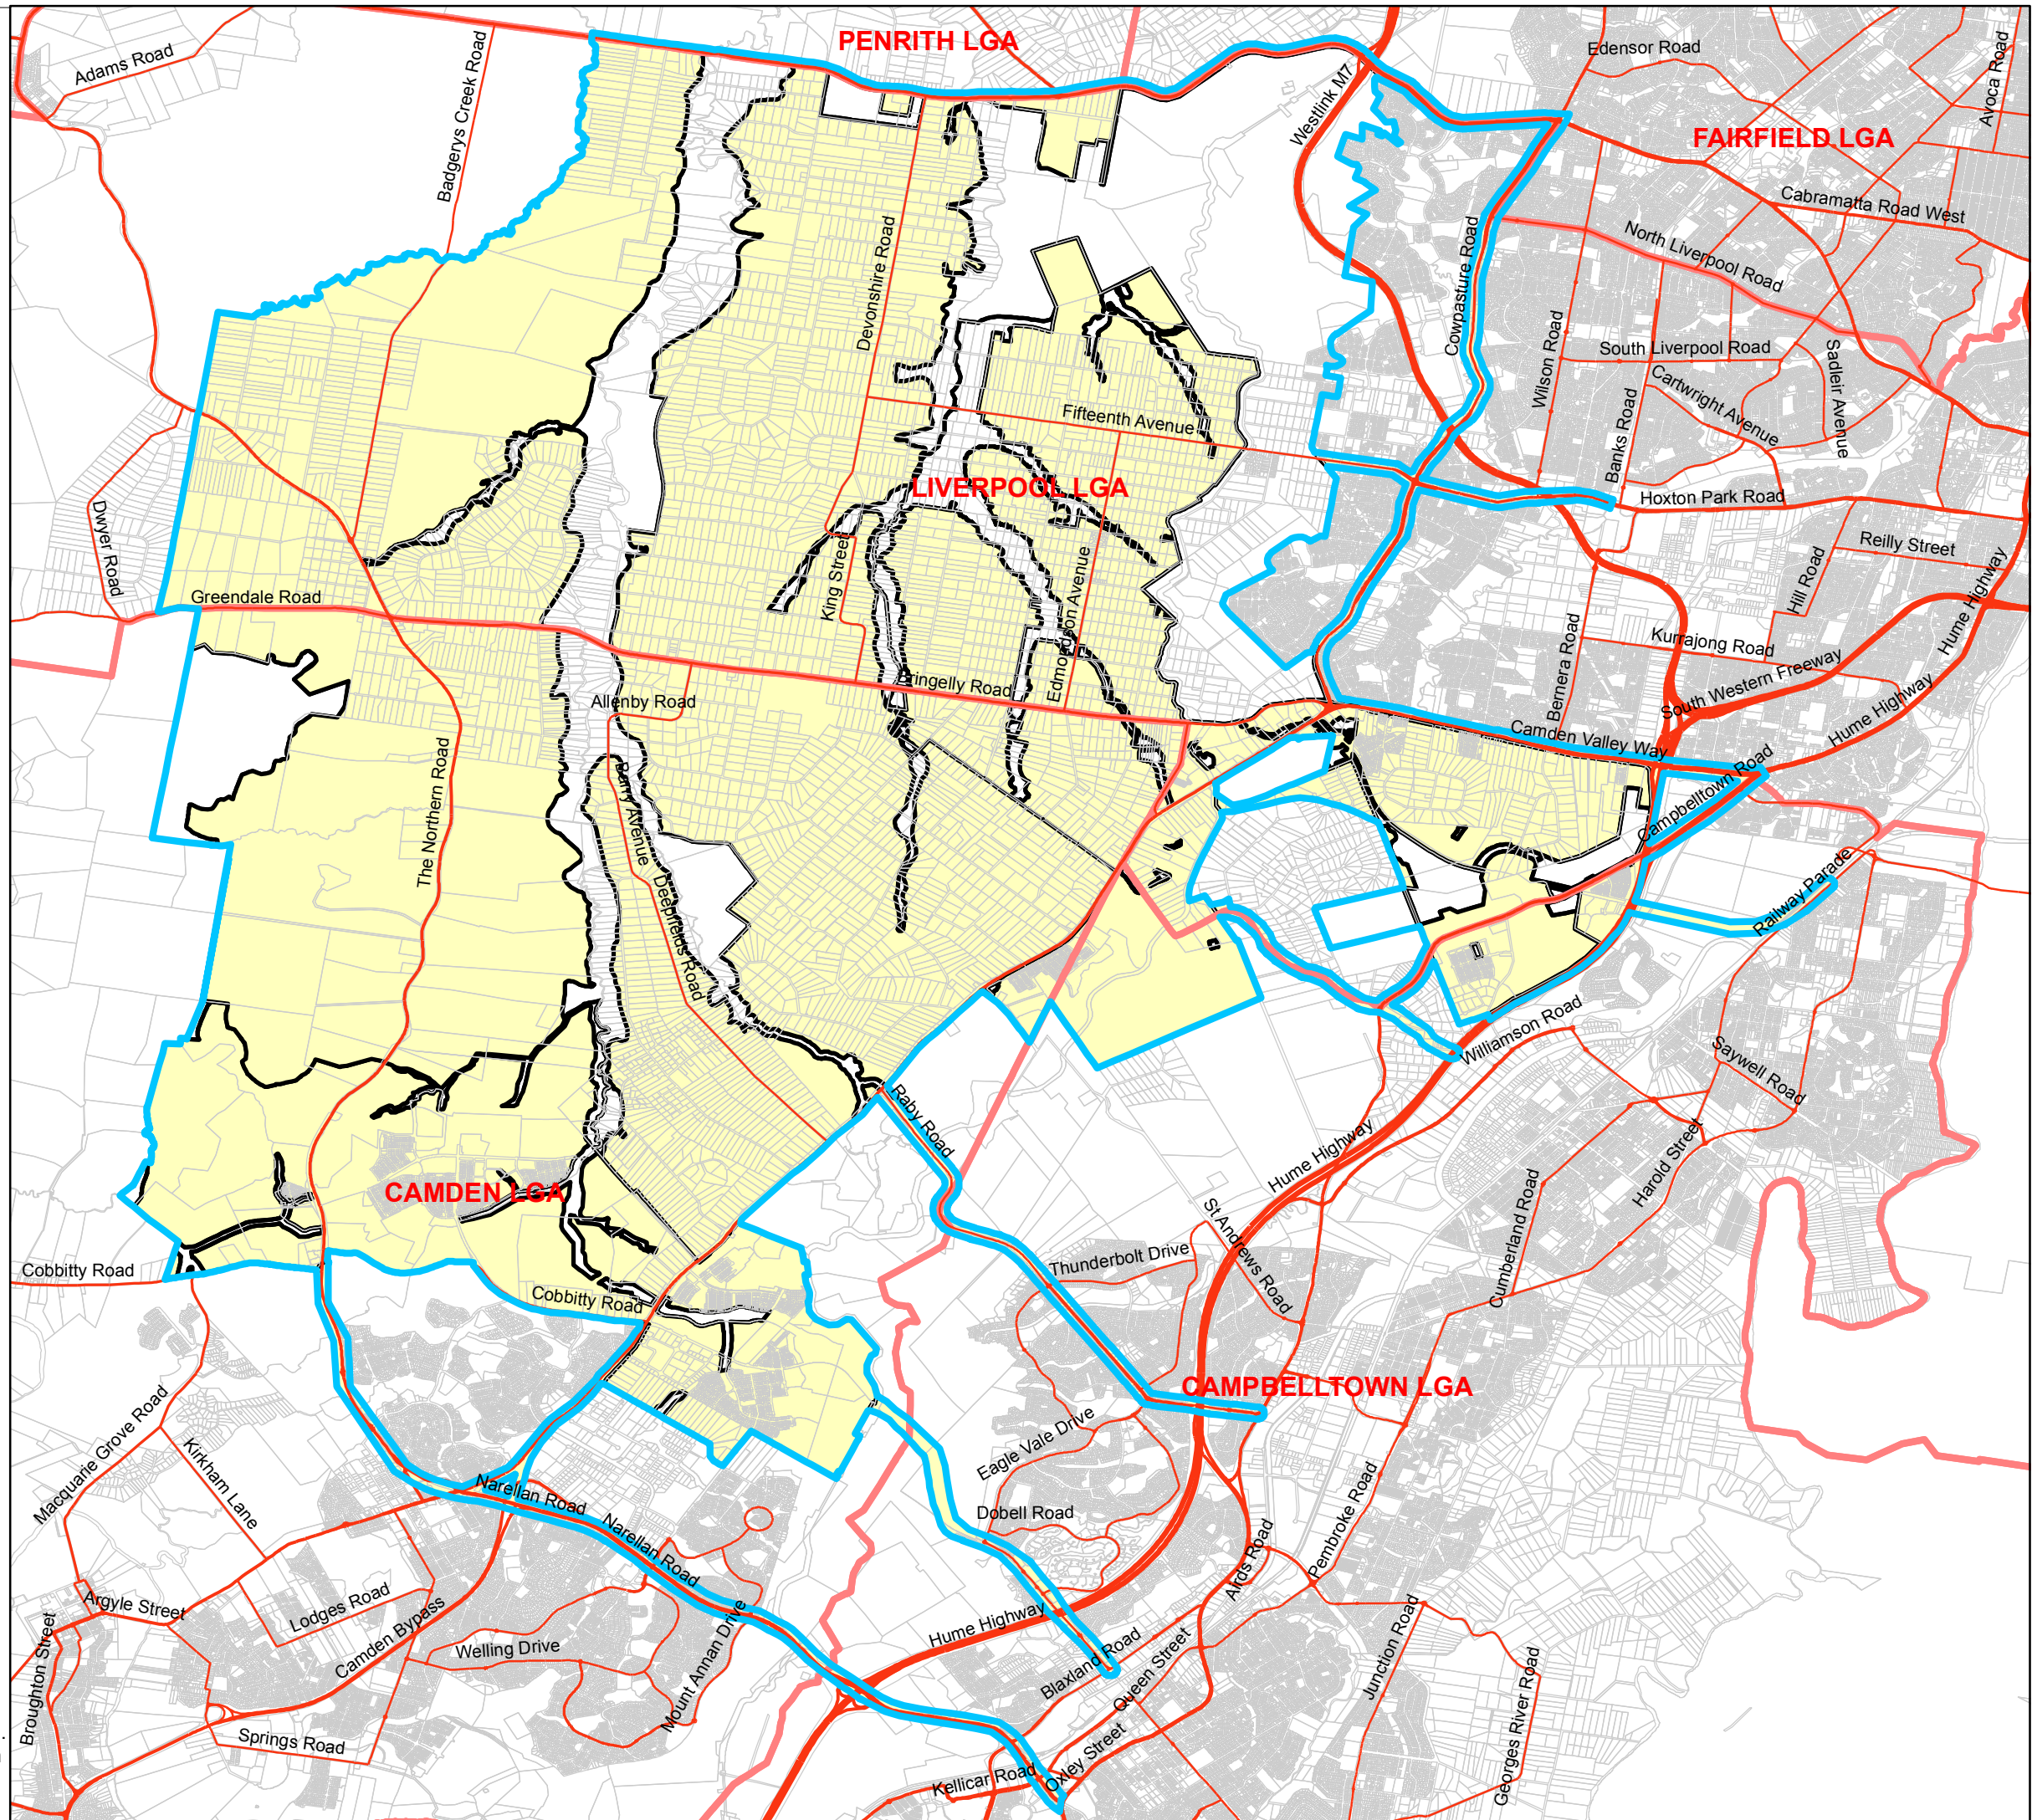 PENRITH LGA
Edensor Road
Adams Road
Badgerys Creek Road
Avoca Road
Westlink M7
FAIRFIELD LGA
Cabramatta Road West
North Liverpool Road
Cowpasture Road
Devonshire Road
South Liverpool Road
Wilson Road
Sadleir Avenue
Cartwright Avenue
Fifteenth Avenue
Banks Road
LIVERPOOL LGA
Hoxton Park Road
Dwyer Road
Reilly Street
King Street
Hill Road
Hume Highway
Greendale Road
Edmondson Avenue
Kurrajong Road
Bernera Road
South Western Freeway
Bringelly Road
Allenby Road
Camden Valley Way
Hume Highway
Campbelltown Road
The Northern Road
Durry Avenue
Deepfields Road
Railway Parade
Williamson Road
Saywell Road
Raby Road
Hume Highway
Harold Street
CAMDEN LGA
St Andrews Road
Cumberland Road
Cobbitty Road
Thunderbolt Drive
Cobbitty Road
CAMPBELLTOWN LGA
Macquarie Grove Road
Kirkham Lane
Eagle Vale Drive
Narellan Road
Narellan Road
Dobell Road
Pembroke Road
Airds Road
Argyle Street
Lodges Road
Camden Bypass
Welling Drive
Mount Annan Drive
Hume Highway
Blaxland Road
Queen Street
Junction Road
Georges River Road
Broughton Street
Springs Road
Kellicar Road
Oxley Street